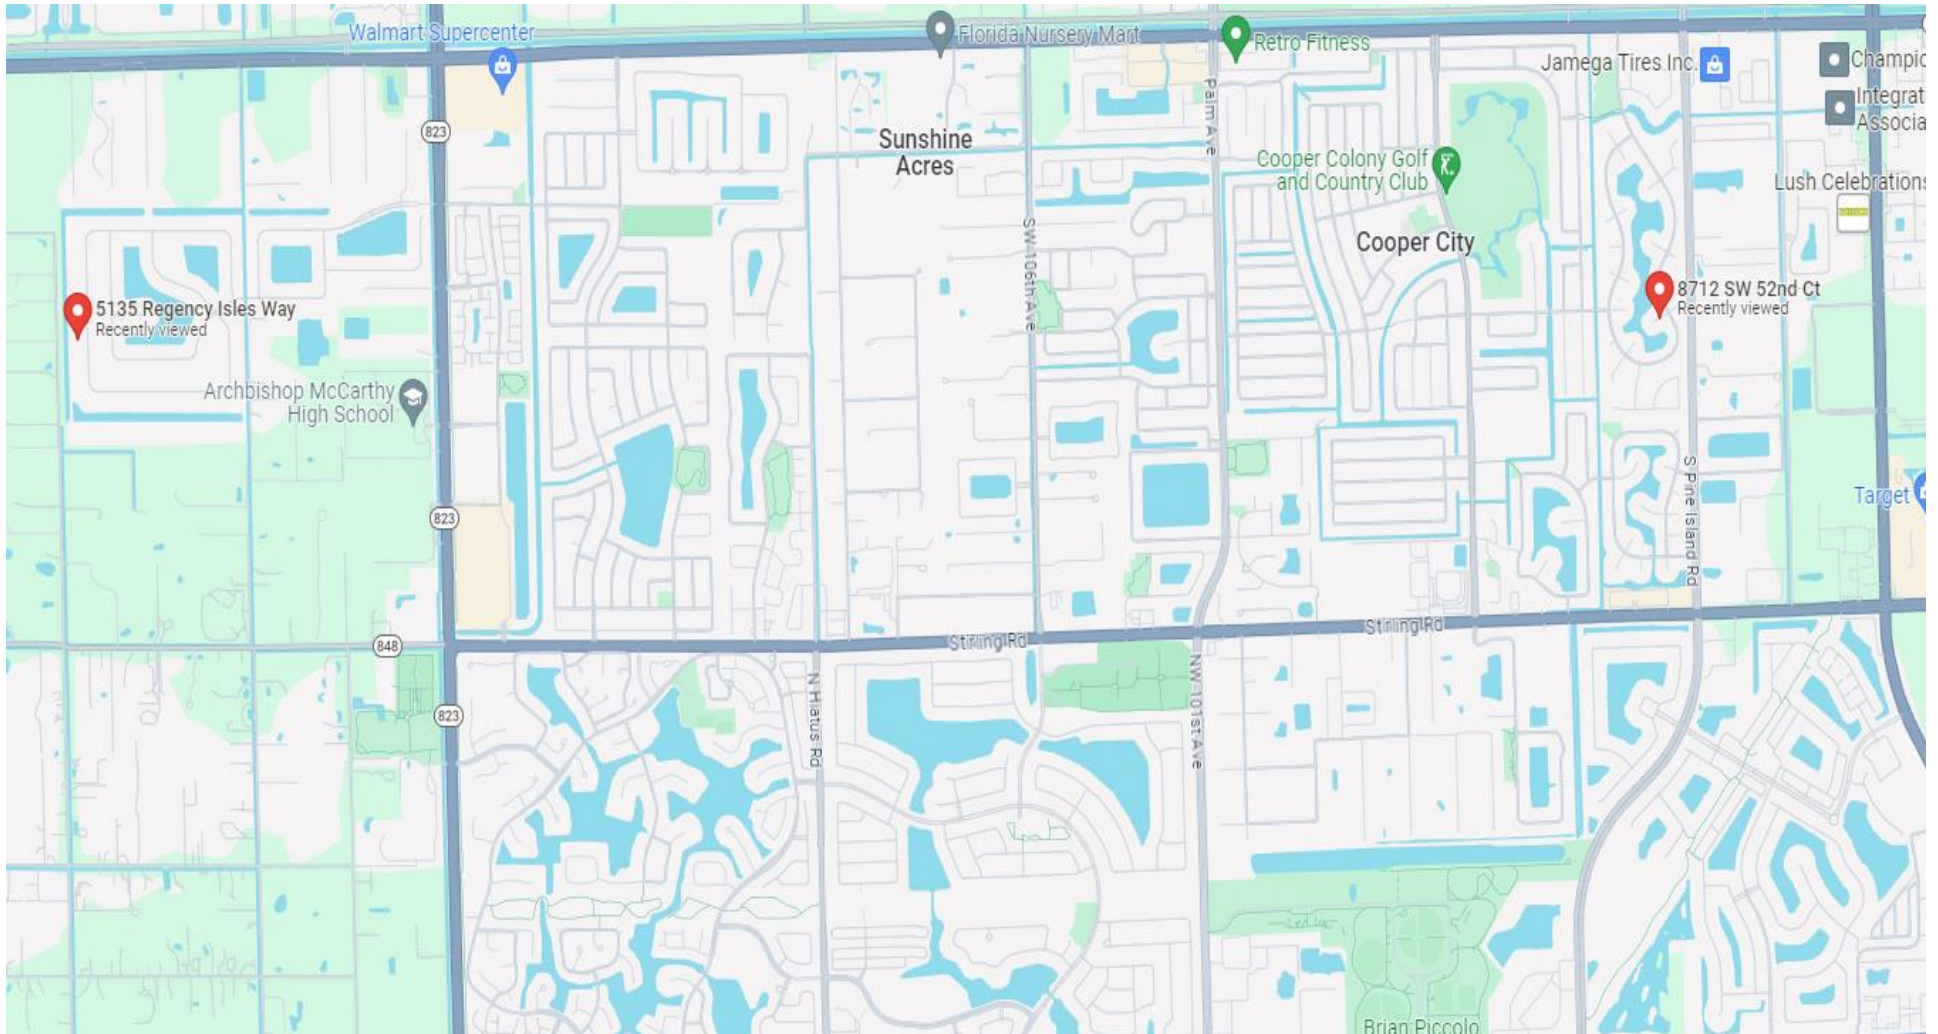 Walmart Supercenter
Florida Nursery Mart
Retro Fitness
Jamega Tires Inc.
Champic
Integrat
Associa
823
Palm Ave
Sunshine
Acres
Cooper Colony Golf
and Country Club
Lush Celebrations
SW 106th Ave
Cooper City
5135 Regency Isles Way
Recently viewed
8712 SW 52nd Ct
Recently viewed
Archbishop McCarthy
High School
823
S Pine Island Rd
Target
848
Stirling Rd
Stirling Rd
823
N Hiatus Rd
NW 101st Ave
Brian Piccolo